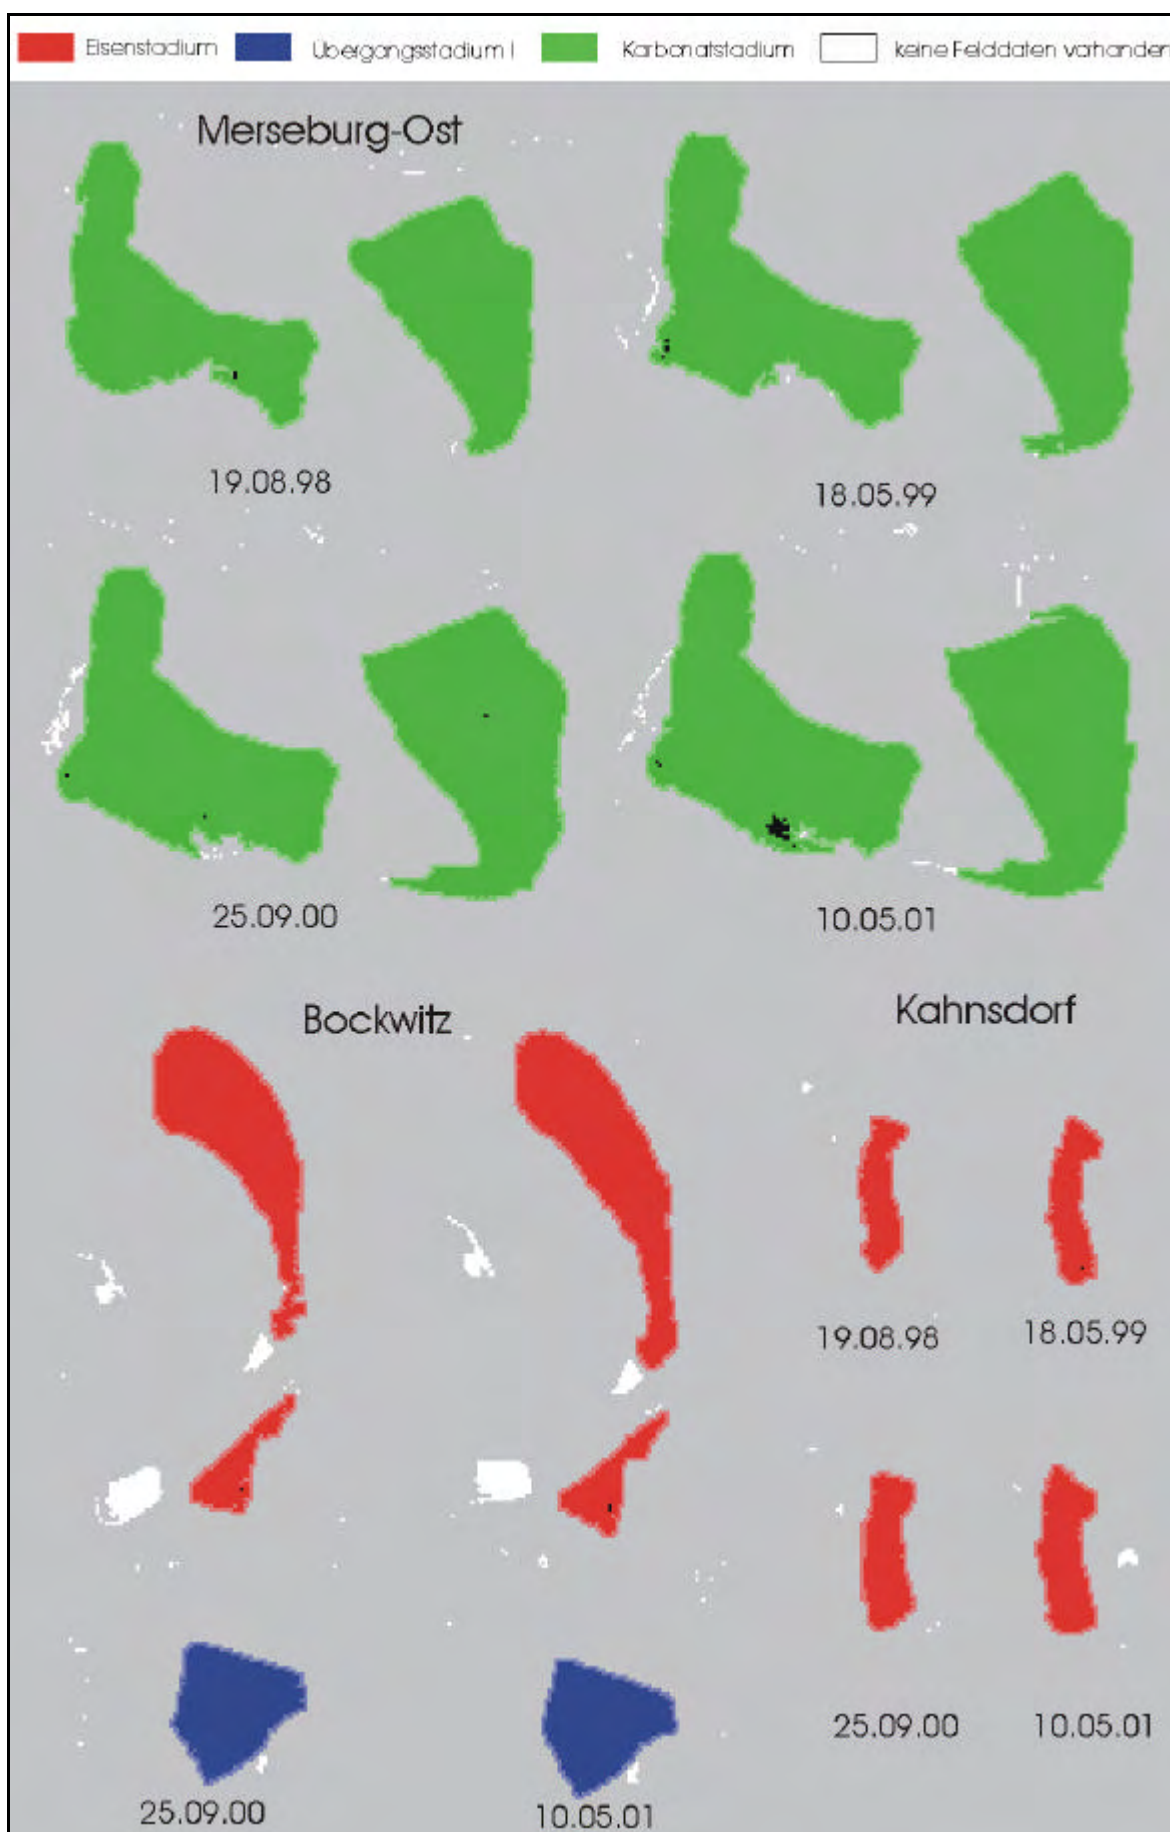 Eisenstadium Übergangsstadium I Karbonatstadium keine Felddaten vorhanden
Merseburg-Ost
19.08.98 18.05.99
25.09.00 10.05.01
Bockwitz Kahnsdorf
19.08.98 18.05.99
25.09.00 10.05.01
25.09.00 10.05.01